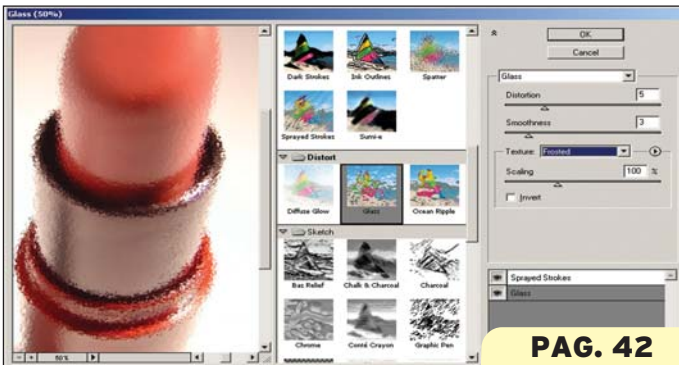 Glass (50%)
Dark Strokes
Ink Outlines
Spatter
Sprayed Strokes
Sumi-e
Distort
Diffuse Glow
Glass
Ocean Ripple
Sketch
Bas Relief
Chalk & Charcoal
Charcoal
Chrome
Conté Crayon
Graphic Pen
50%
OK
Cancel
Glass
Distortion 5
Smoothness 3
Texture: Frosted
Scaling 100 %
Invert
Sprayed Strokes
Glass
PAG. 42